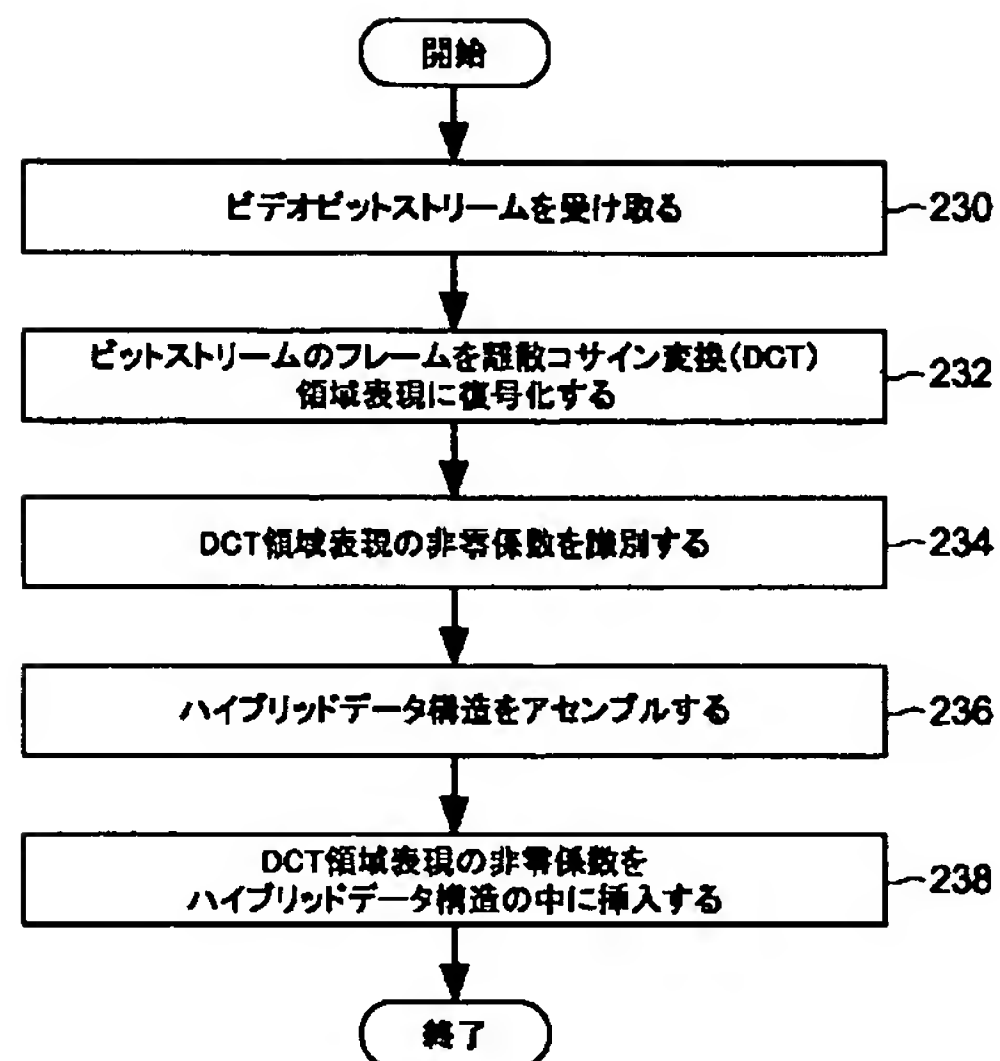 開始
ビデオビットストリームを受け取る
230
ビットストリームのフレームを離散コサイン変換(DCT)
領域表現に復号化する
232
DCT領域表現の非零係数を識別する
234
ハイブリッドデータ構造をアセンブルする
236
DCT領域表現の非零係数を
ハイブリッドデータ構造の中に挿入する
238
終了